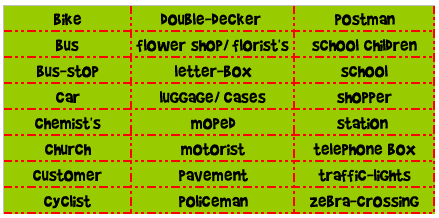 Bike Double-Decker Postman
Bus flower shop/ florist's school children
Bus-stop letter-Box school
car luggage/ cases shopper
chemist's moped station
church motorist telephone Box
customer pavement traffic-lights
cyclist policeman zeBra-crossing